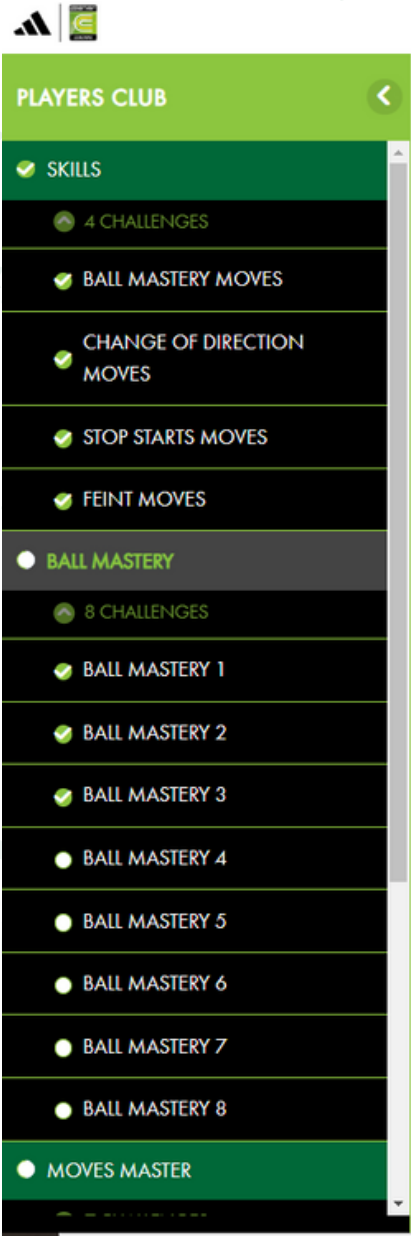 PLAYERS CLUB
SKILLS
4 CHALLENGES
BALL MASTERY MOVES
CHANGE OF DIRECTION
MOVES
STOP STARTS MOVES
FEINT MOVES
BALL MASTERY
8 CHALLENGES
BALL MASTERY 1
BALL MASTERY 2
BALL MASTERY 3
BALL MASTERY 4
BALL MASTERY 5
BALL MASTERY 6
BALL MASTERY 7
BALL MASTERY 8
MOVES MASTER